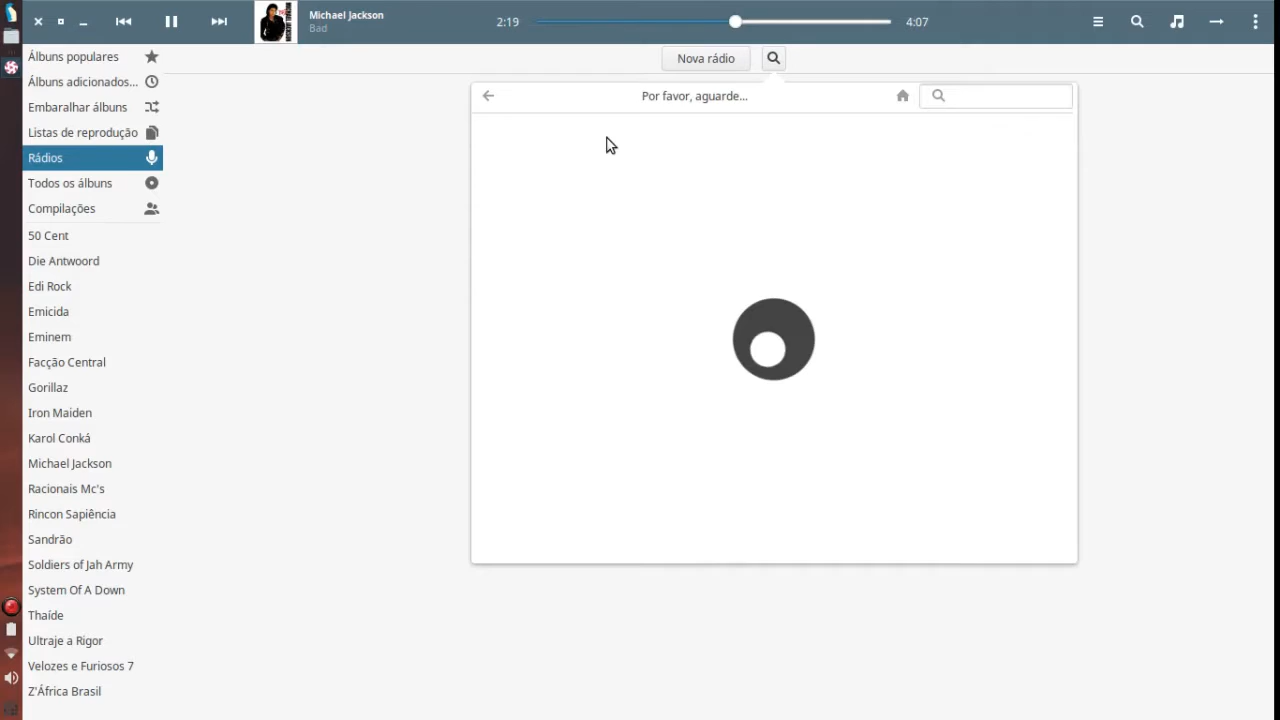 Michael Jackson
Bad
2:19
4:07
Álbuns populares
Álbuns adicionados...
Embaralhar álbuns
Listas de reprodução
Rádios
Todos os álbuns
Compilações
50 Cent
Die Antwoord
Edi Rock
Emicida
Eminem
Facção Central
Gorillaz
Iron Maiden
Karol Conká
Michael Jackson
Racionais Mc's
Rincon Sapiência
Sandrão
Soldiers of Jah Army
System Of A Down
Thaíde
Ultraje a Rigor
Velozes e Furiosos 7
Z'África Brasil
Nova rádio
Por favor, aguarde...